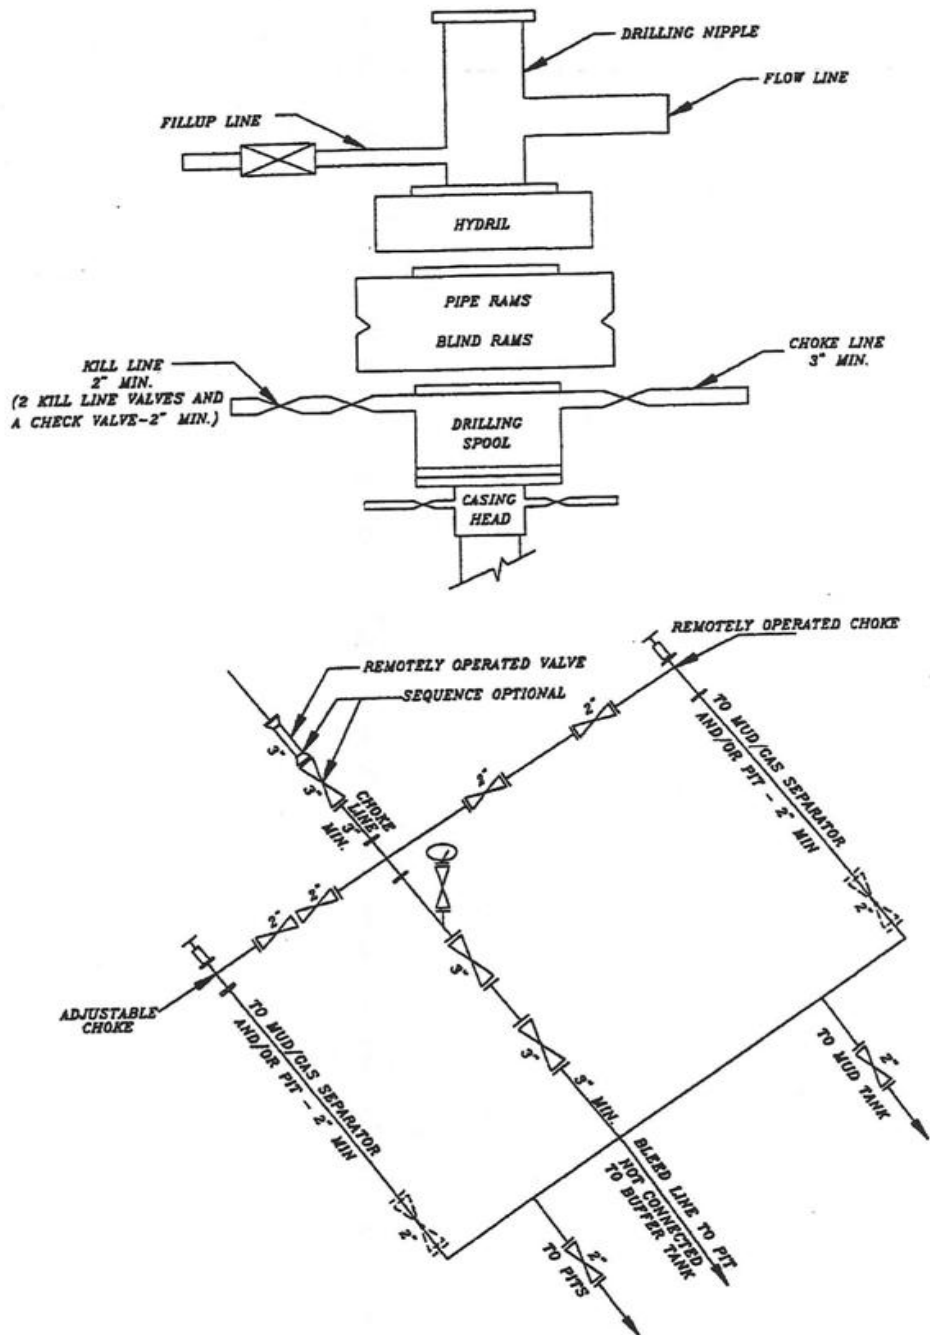 DRILLING NIPPLE
FLOW LINE
FILLUP LINE
HYDRIL
PIPE RAMS
BLIND RAMS
KILL LINE
2" MIN.
(2 KILL LINE VALVES AND
A CHECK VALVE-2" MIN.)
CHOKE LINE
3" MIN.
DRILLING
SPOOL
CASING
HEAD
REMOTELY OPERATED CHOKE
REMOTELY OPERATED VALVE
SEQUENCE OPTIONAL
3"
3"
CHOKE
LINE
3"
MIN.
2"
2"
2"
2"
TO MUD/GAS SEPARATOR
AND/OR PIT - 2" MIN
2"
ADJUSTABLE
CHOKE
TO MUD/GAS SEPARATOR
AND/OR PIT - 2" MIN
2"
3"
3"
3" MIN.
BLEED LINE TO PIT
NOT CONNECTED
TO BUFFER TANK
2"
TO MUD
TANK
2"
TO PITS